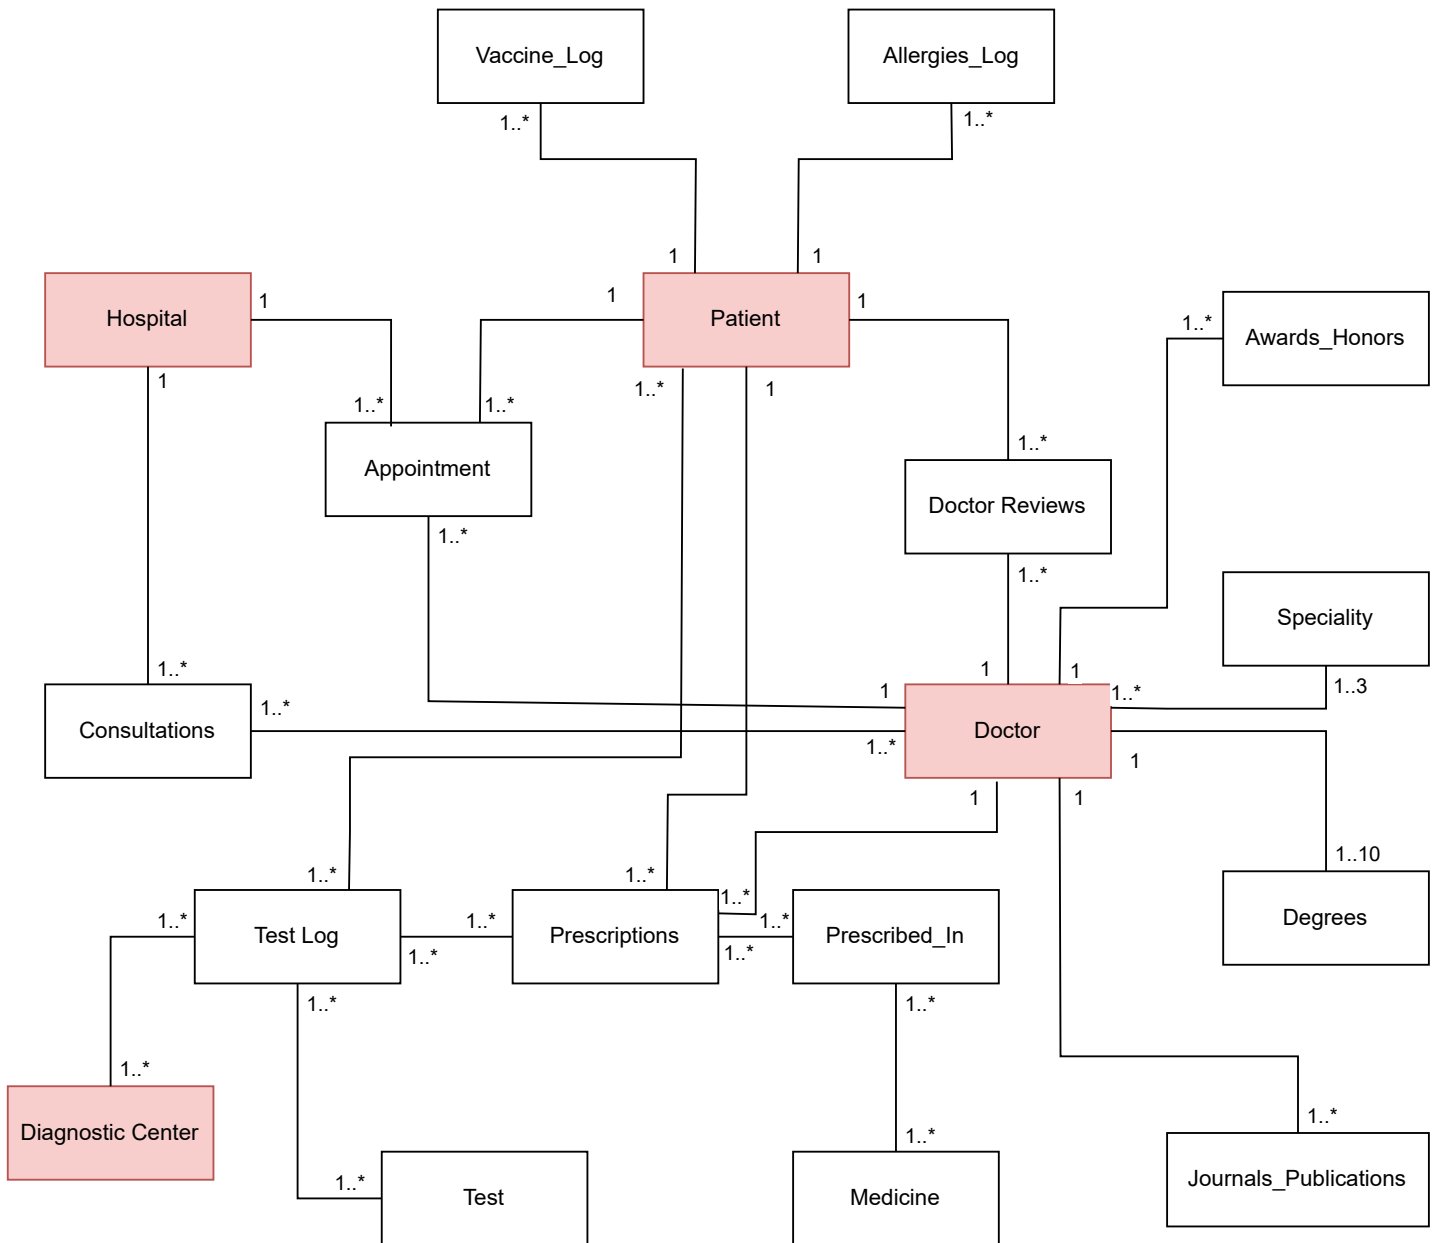 Vaccine_Log
Allergies_Log
1..*
1..*
1
1
Hospital
1
1
Patient
1
1..*
Awards_Honors
1
1..*
1
1..*
1..*
Appointment
1..*
Doctor Reviews
1..*
1..*
Speciality
1..*
1
1
1..*
1..3
Consultations
1..*
1
1..*
Doctor
1
1
1
1..*
1..*
1..*
1..10
Degrees
1..*
Test Log
1..*
1..*
Prescriptions
1..*
1..*
Prescribed_In
1..*
1..*
1..*
Diagnostic Center
1..*
Test
1..*
Medicine
1..*
Journals_Publications